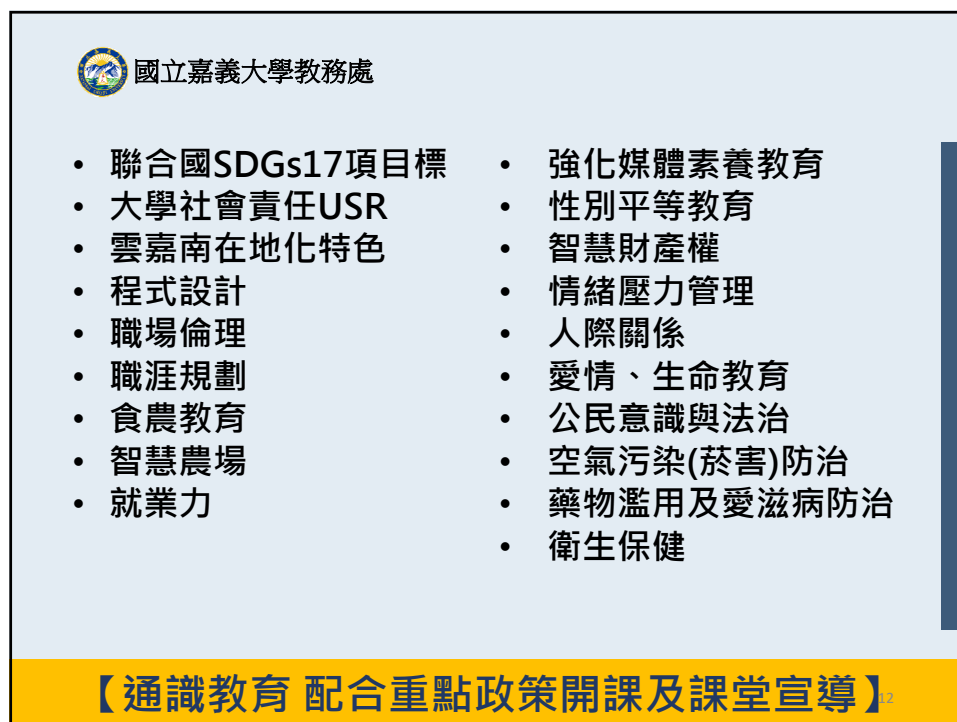 國立嘉義大學教務處
• 聯合國SDGs17項目標
• 大學社會責任USR
• 雲嘉南在地化特色
• 程式設計
• 職場倫理
• 職涯規劃
• 食農教育
• 智慧農場
• 就業力
• 強化媒體素養教育
• 性別平等教育
• 智慧財產權
• 情緒壓力管理
• 人際關係
• 愛情、生命教育
• 公民意識與法治
• 空氣污染(菸害)防治
• 藥物濫用及愛滋病防治
• 衛生保健
【通識教育 配合重點政策開課及課堂宣導】
12